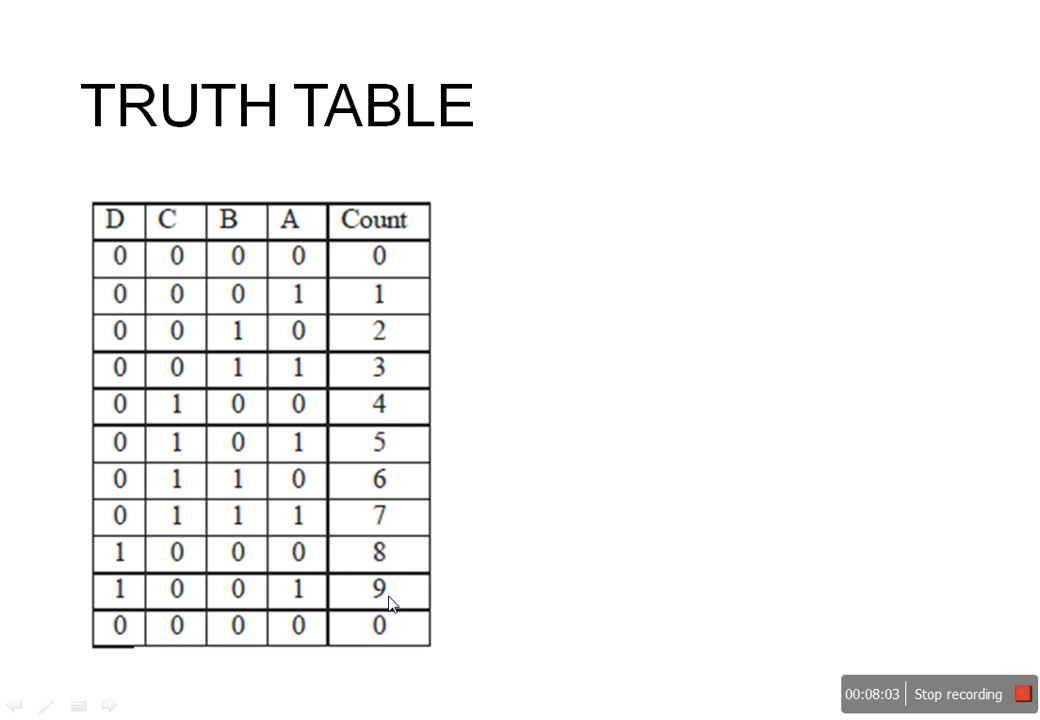 TRUTH TABLE
D C B A Count
0 0 0 0 0
0 0 0 1 1
0 0 1 0 2
0 0 1 1 3
0 1 0 0 4
0 1 0 1 5
0 1 1 0 6
0 1 1 1 7
1 0 0 0 8
1 0 0 1 9
0 0 0 0 0
00:08:03 Stop recording